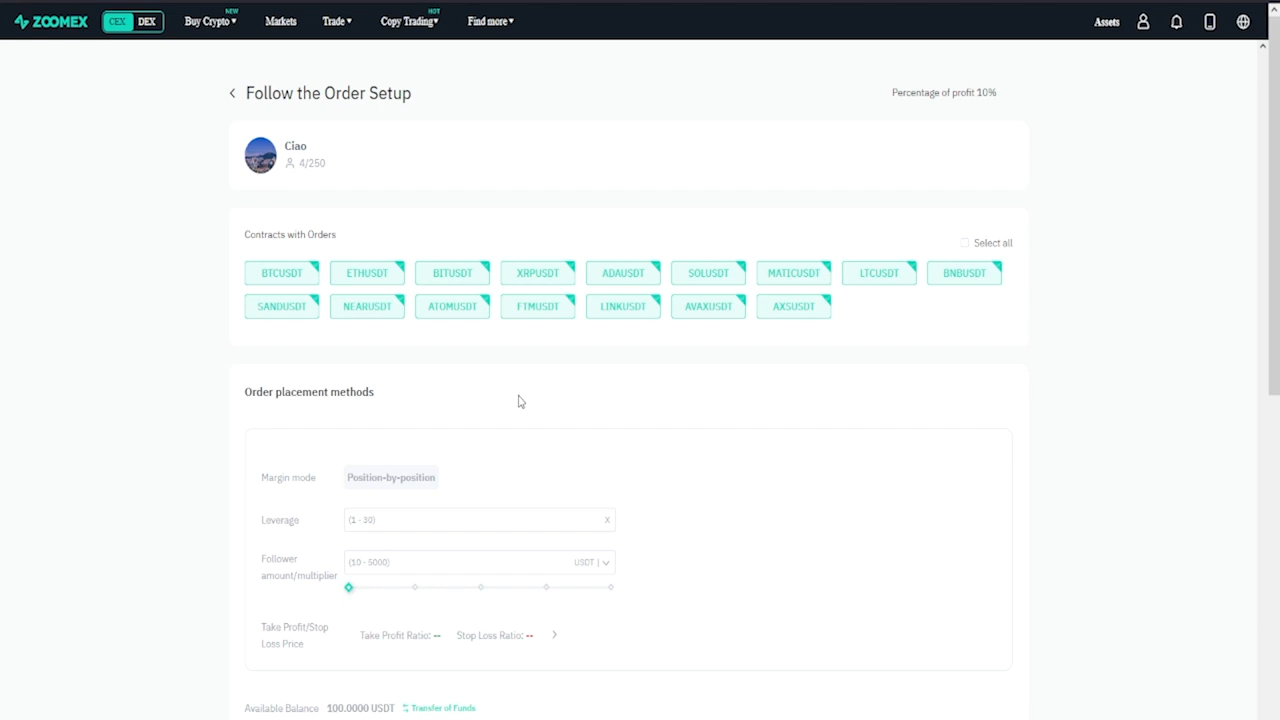 ZOOMEX CEX DEX Buy Crypto NEW Markets Trade Copy Trading HOT Find more Assets
Follow the Order Setup Percentage of profit 10%
Ciao
4/250
Contracts with Orders
Select all
BTCUSDT ETHUSDT BITUSDT XRPUSDT ADAUSDT SOLUSDT MATICUSDT LTCUSDT BNBUSDT
SANDUSDT NEARUSDT ATOMUSDT FTMUSDT LINKUSDT AVAXUSDT AXSUSDT
Order placement methods
Margin mode Position-by-position
Leverage (1 - 30) X
Follower
amount/multiplier
(10 - 5000) USDT |
Take Profit/Stop
Loss Price
Take Profit Ratio: -- Stop Loss Ratio: --
Available Balance 100.0000 USDT Transfer of Funds